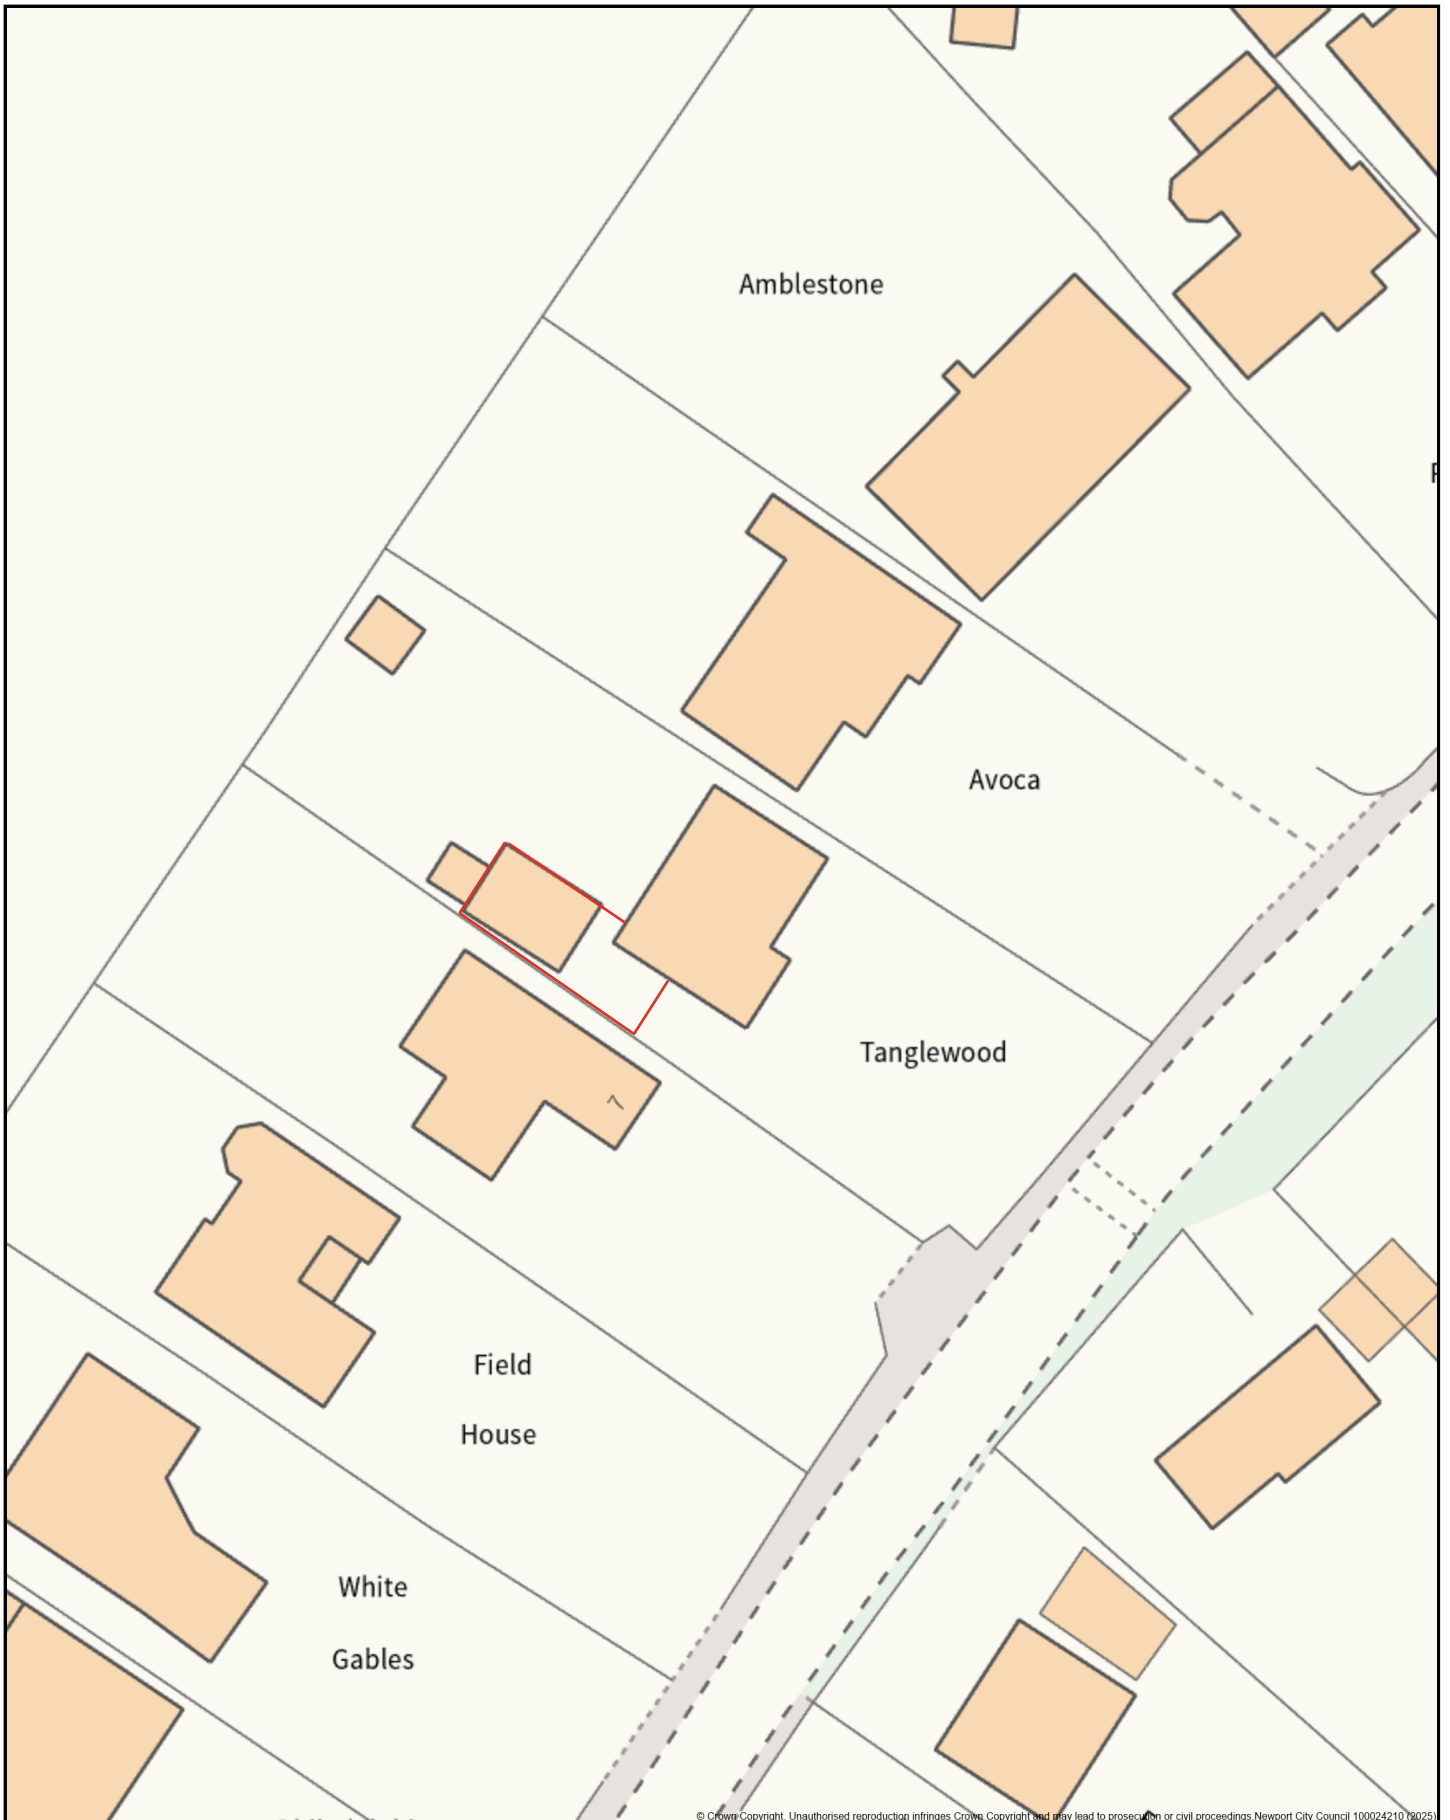 Amblestone
Avoca
Tanglewood
7
Field
House
White
Gables
© Crown Copyright. Unauthorised reproduction infringes Crown Copyright and may lead to prosecution or civil proceedings.Newport City Council 100024210 (2025)